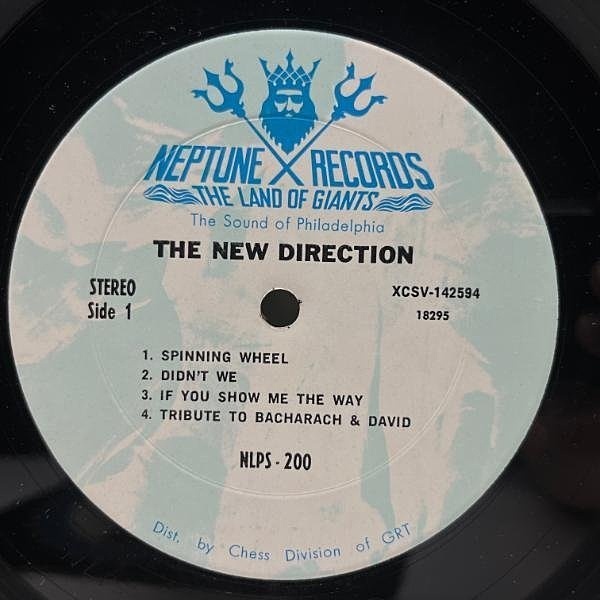 NEPTUNE RECORDS
THE LAND OF GIANTS
The Sound of Philadelphia
THE NEW DIRECTION
STEREO
Side 1
XCSV-142594
18295
1. SPINNING WHEEL
2. DIDN'T WE
3. IF YOU SHOW ME THE WAY
4. TRIBUTE TO BACHARACH & DAVID
NLPS - 200
Dist. by Chess Division of GRT